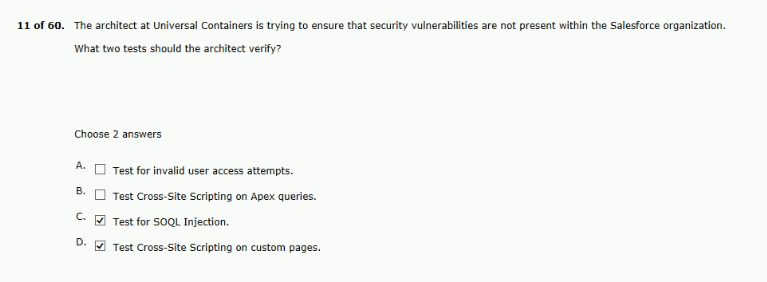 11 of 60. The architect at Universal Containers is trying to ensure that security vulnerabilities are not present within the Salesforce organization.
What two tests should the architect verify?
Choose 2 answers
A. Test for invalid user access attempts.
B. Test Cross-Site Scripting on Apex queries.
C. Test for SOQL Injection.
D. Test Cross-Site Scripting on custom pages.